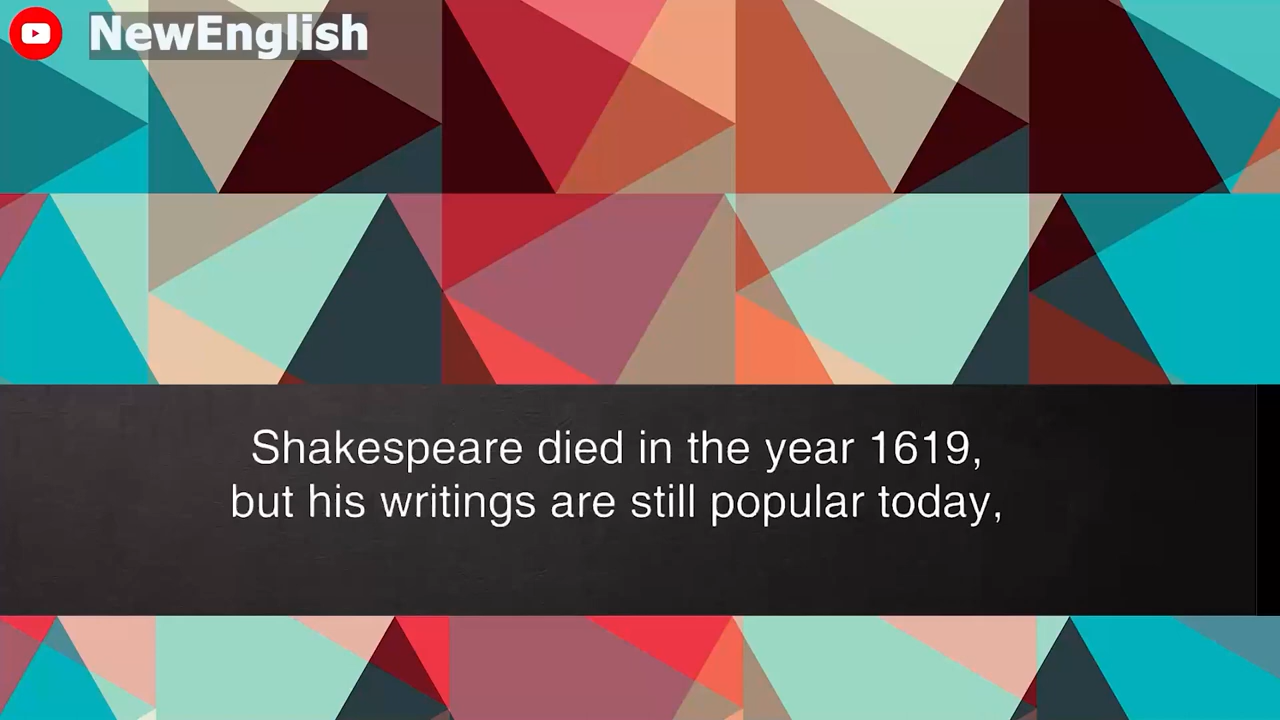 NewEnglish
Shakespeare died in the year 1619,
but his writings are still popular today,